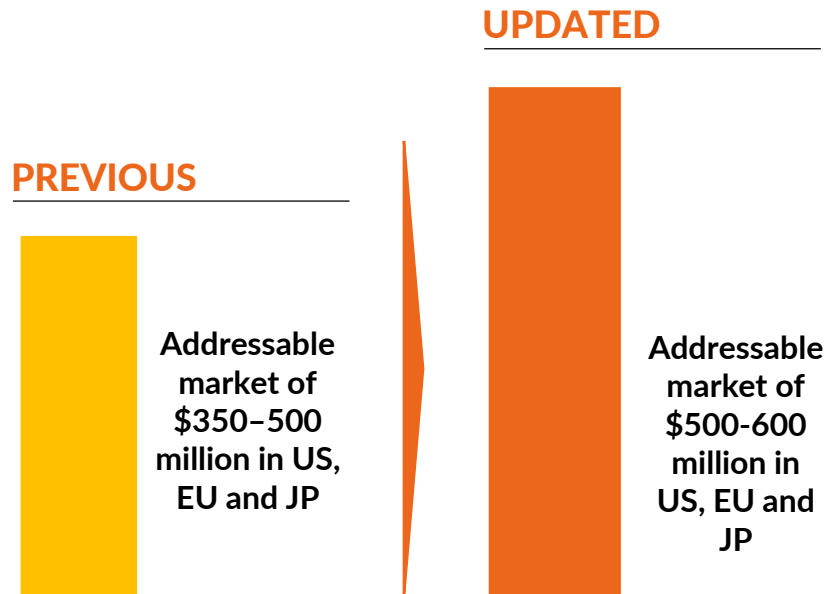 PREVIOUS
Addressable
market of
$350–500
million in US,
EU and JP
UPDATED
Addressable
market of
$500-600
million in
US, EU and
JP